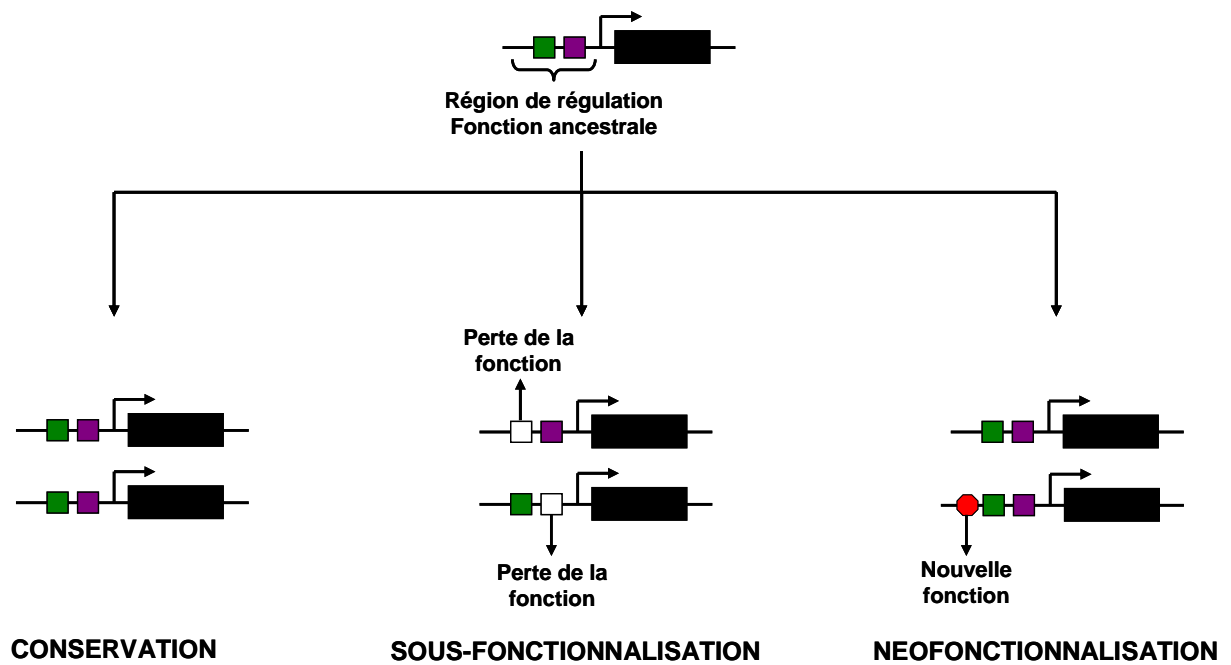 Région de régulation
Fonction ancestrale
Perte de la
fonction
Perte de la
fonction
Nouvelle
fonction
CONSERVATION
SOUS-FONCTIONNALISATION
NEOFONCTIONNALISATION